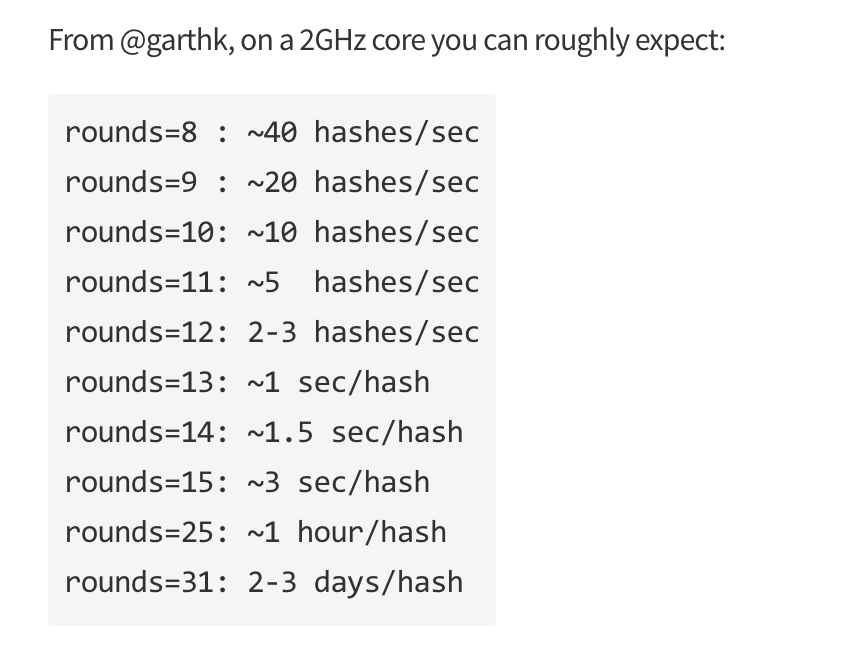 From @garthk, on a 2GHz core you can roughly expect:
rounds=8 : ~40 hashes/sec
rounds=9 : ~20 hashes/sec
rounds=10: ~10 hashes/sec
rounds=11: ~5  hashes/sec
rounds=12: 2-3 hashes/sec
rounds=13: ~1 sec/hash
rounds=14: ~1.5 sec/hash
rounds=15: ~3 sec/hash
rounds=25: ~1 hour/hash
rounds=31: 2-3 days/hash